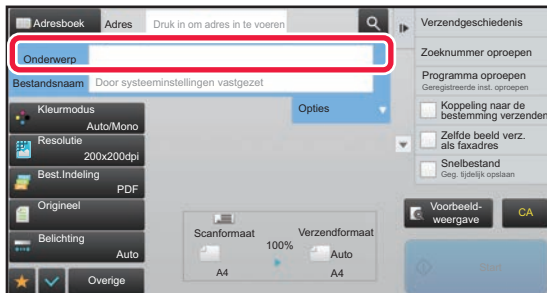 Adresboek
Adres
Druk in om adres in te voeren
Onderwerp
Bestandsnaam
Door systeeminstellingen vastgezet
Opties
Kleurmodus
Auto/Mono
Resolutie
200x200dpi
Best.Indeling
PDF
Origineel
Belichting
Auto
Overige
Scanformaat
A4
100%
Verzendformaat
Auto
A4
Verzendgeschiedenis
Zoeknummer oproepen
Programma oproepen
Geregistreerde inst. oproepen
Koppeling naar de
bestemming verzenden
Zelfde beeld verz.
als faxadres
Snelbestand
Geg. tijdelijk opslaan
Voorbeeld-
weergave
CA
Start